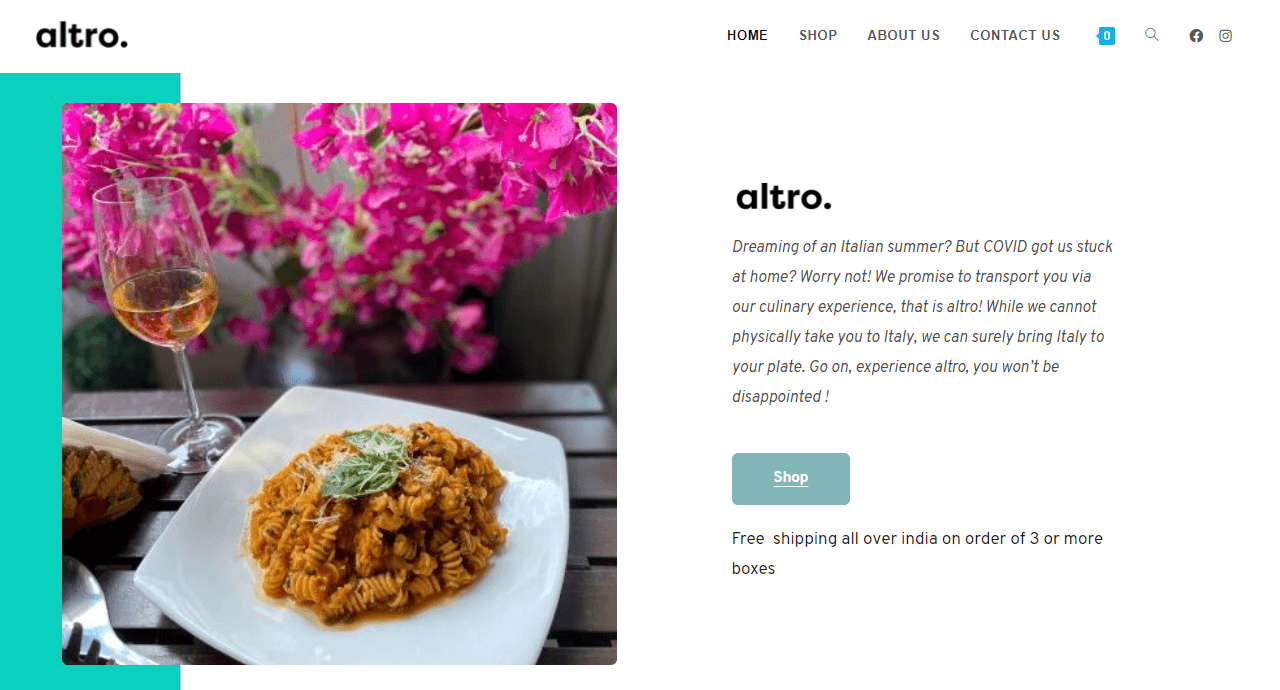 altro.
HOME SHOP ABOUT US CONTACT US 0
altro.
Dreaming of an Italian summer? But COVID got us stuck
at home? Worry not! We promise to transport you via
our culinary experience, that is altro! While we cannot
physically take you to Italy, we can surely bring Italy to
your plate. Go on, experience altro, you won’t be
disappointed !
Shop
Free  shipping all over india on order of 3 or more
boxes